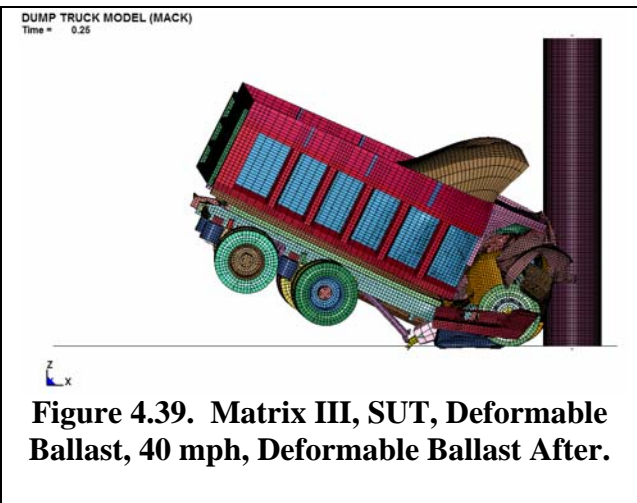 DUMP TRUCK MODEL (MACK)
Time = 0.25
Z
X
Figure 4.39. Matrix III, SUT, Deformable
Ballast, 40 mph, Deformable Ballast After.